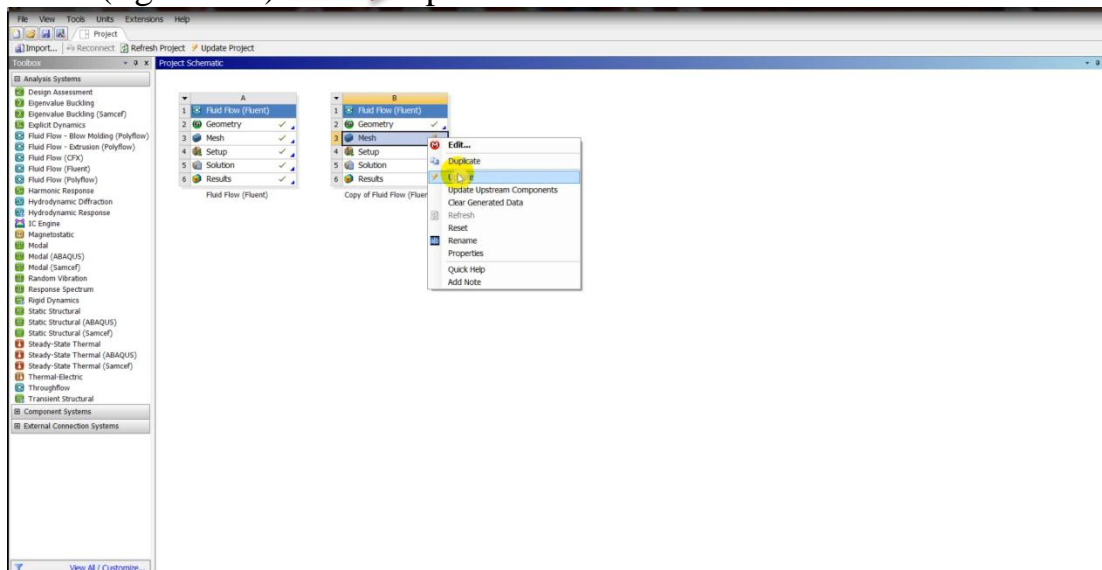 File View Tools Units Extensions Help
Project
Import... Reconnect Refresh Project Update Project
Toolbox Project Schematic
Analysis Systems
Design Assessment
Eigenvalue Buckling
Eigenvalue Buckling (Samcef)
Explicit Dynamics
Fluid Flow - Blow Molding (Polyflow)
Fluid Flow - Extrusion (Polyflow)
Fluid Flow (CFX)
Fluid Flow (Fluent)
Fluid Flow (Polyflow)
Harmonic Response
Hydrodynamic Diffraction
Hydrodynamic Response
IC Engine
Magnetostatic
Modal
Modal (ABAQUS)
Modal (Samcef)
Random Vibration
Response Spectrum
Rigid Dynamics
Static Structural
Static Structural (ABAQUS)
Static Structural (Samcef)
Steady-State Thermal
Steady-State Thermal (ABAQUS)
Steady-State Thermal (Samcef)
Thermal-Electric
Throughflow
Transient Structural
Component Systems
External Connection Systems
View All / Customize...
A
1 Fluid Flow (Fluent)
2 Geometry
3 Mesh
4 Setup
5 Solution
6 Results
Fluid Flow (Fluent)
B
1 Fluid Flow (Fluent)
2 Geometry
3 Mesh
4 Setup
5 Solution
6 Results
Copy of Fluid Flow
Edit...
Duplicate
Update Upstream Components
Clear Generated Data
Refresh
Reset
Rename
Properties
Quick Help
Add Note